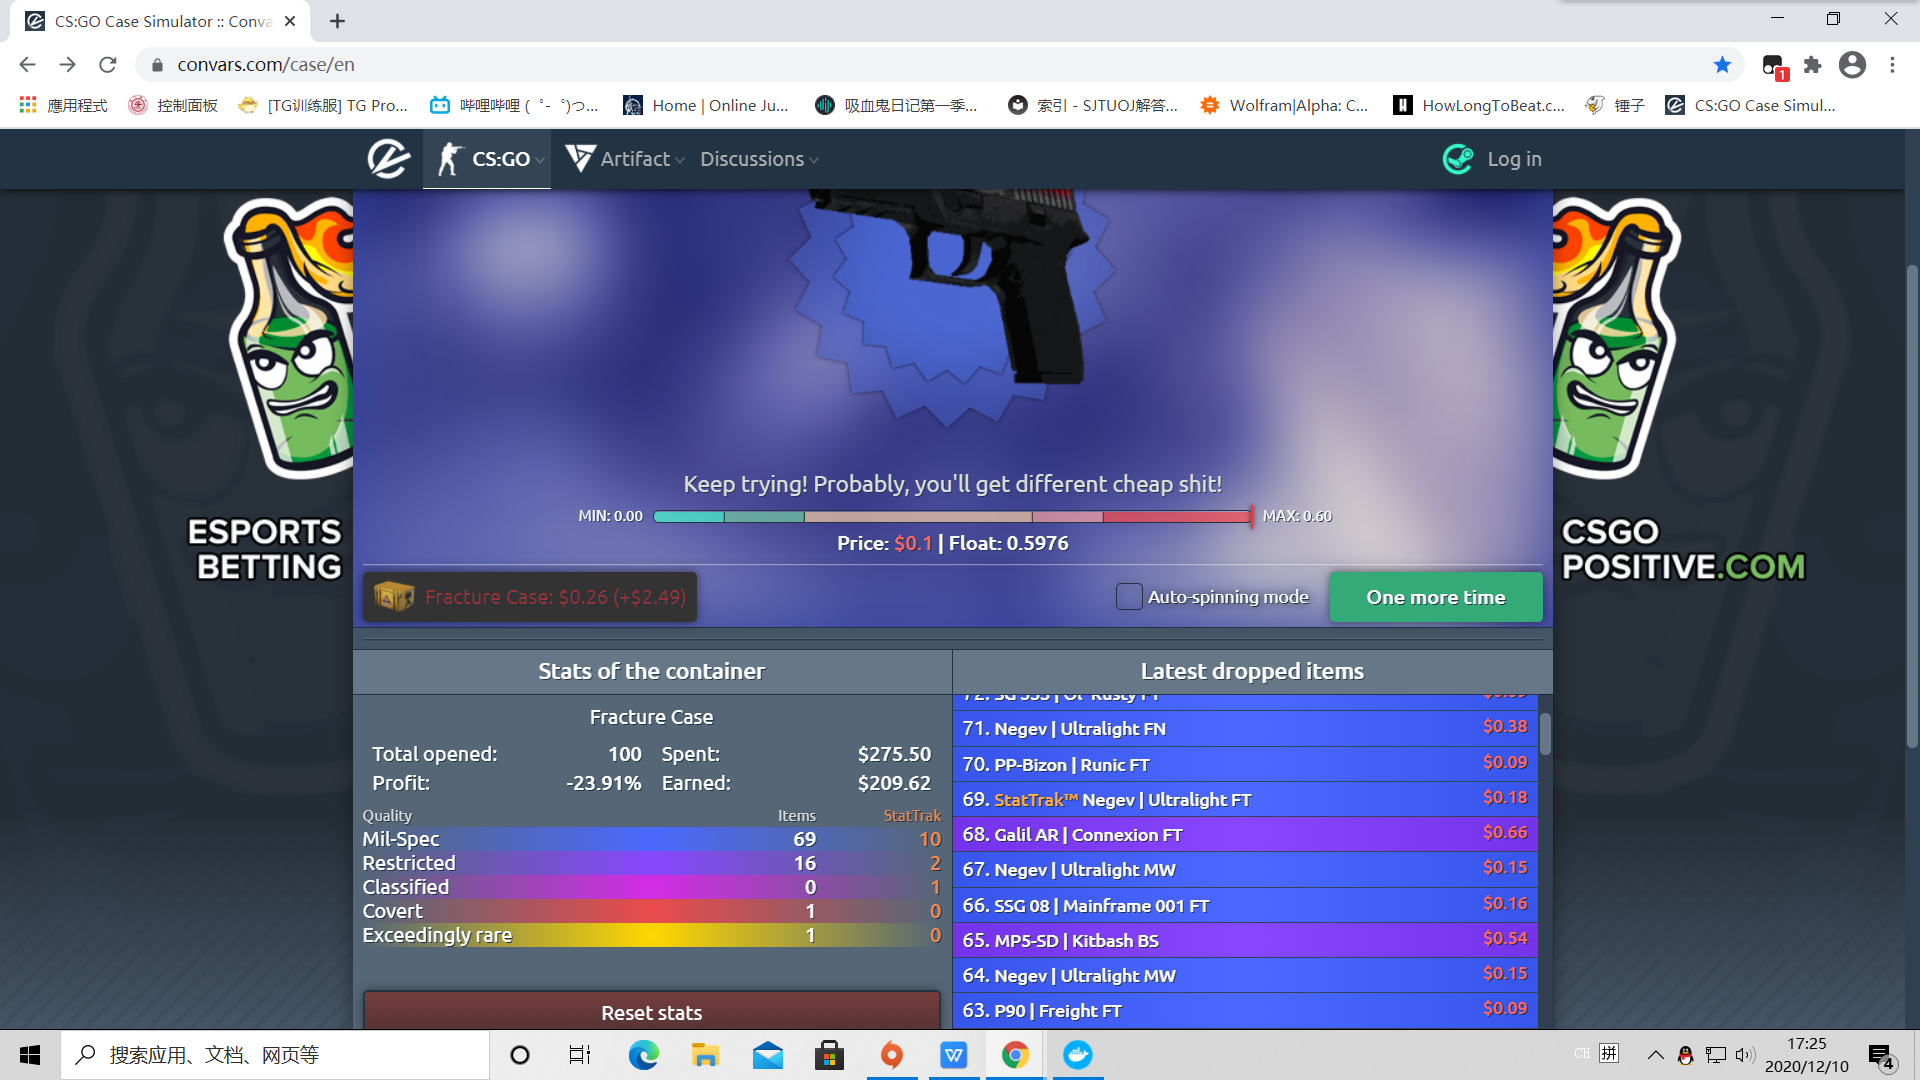 CS:GO Case Simulator :: Conva
convars.com/case/en
1
應用程式
控制面板
[TG训练服] TG Pro...
哔哩哔哩 ( ゜- ゜)つ...
Home | Online Ju...
吸血鬼日记第一季...
索引 - SJTUOJ解答...
Wolfram|Alpha: C...
HowLongToBeat.c...
锤子
CS:GO Case Simul...
CS:GO
Artifact
Discussions
Log in
ESPORTS
BETTING
CSGO
POSITIVE.COM
Keep trying! Probably, you'll get different cheap shit!
MIN: 0.00
MAX: 0.60
Price: $0.1 | Float: 0.5976
Fracture Case: $0.26 (+$2.49)
Auto-spinning mode
One more time
Stats of the container
Fracture Case
Total opened: 100 Spent: $275.50
Profit: -23.91% Earned: $209.62
Quality Items StatTrak
Mil-Spec 69 10
Restricted 16 2
Classified 0 1
Covert 1 0
Exceedingly rare 1 0
Reset stats
Latest dropped items
71. Negev | Ultralight FN $0.38
70. PP-Bizon | Runic FT $0.09
69. StatTrak™ Negev | Ultralight FT $0.18
68. Galil AR | Connexion FT $0.66
67. Negev | Ultralight MW $0.15
66. SSG 08 | Mainframe 001 FT $0.16
65. MP5-SD | Kitbash BS $0.54
64. Negev | Ultralight MW $0.15
63. P90 | Freight FT $0.09
搜索应用、文档、网页等
CH 拼
17:25
2020/12/10
4